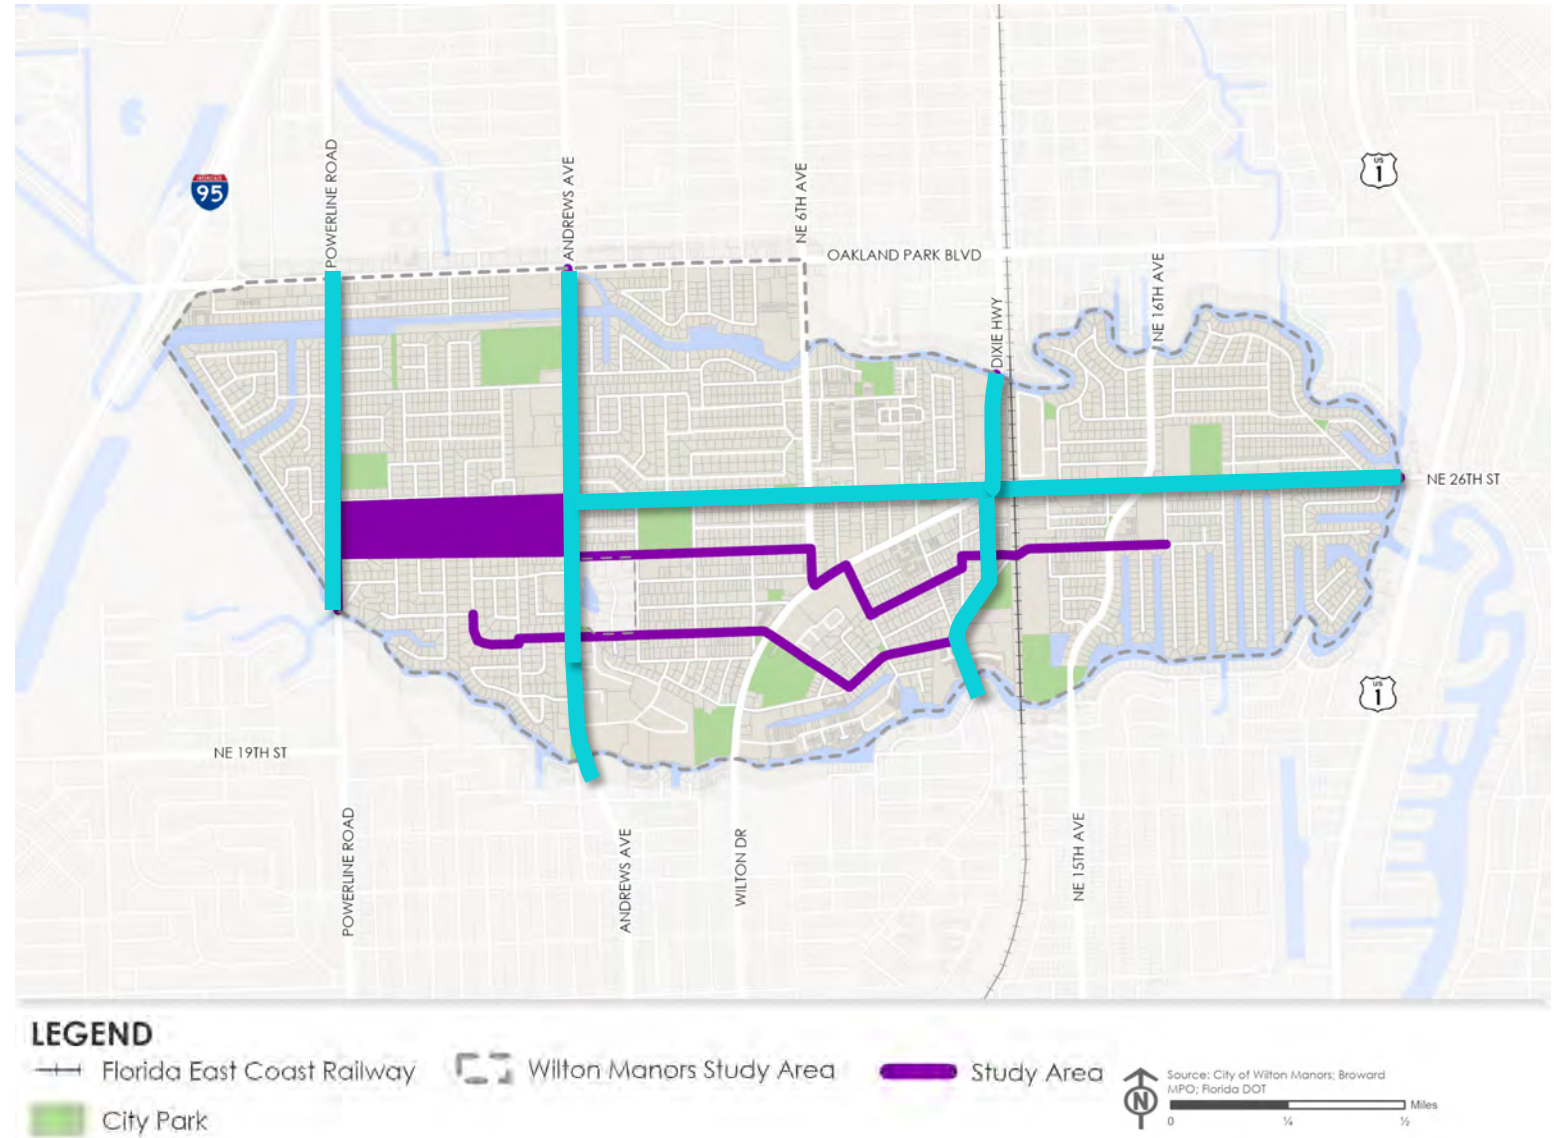 POWERLINE ROAD
ANDREWS AVE
NE 6TH AVE
US
1
INTERSTATE
95
OAKLAND PARK BLVD
NE 16TH AVE
DIXIE HWY
NE 26TH ST
US
1
NE 19TH ST
POWERLINE ROAD
ANDREWS AVE
WILTON DR
NE 15TH AVE
LEGEND
Florida East Coast Railway
Wilton Manors Study Area
Study Area
City Park
N
Source: City of Wilton Manors; Broward
MPO; Florida DOT
Miles
0 ¼ ½